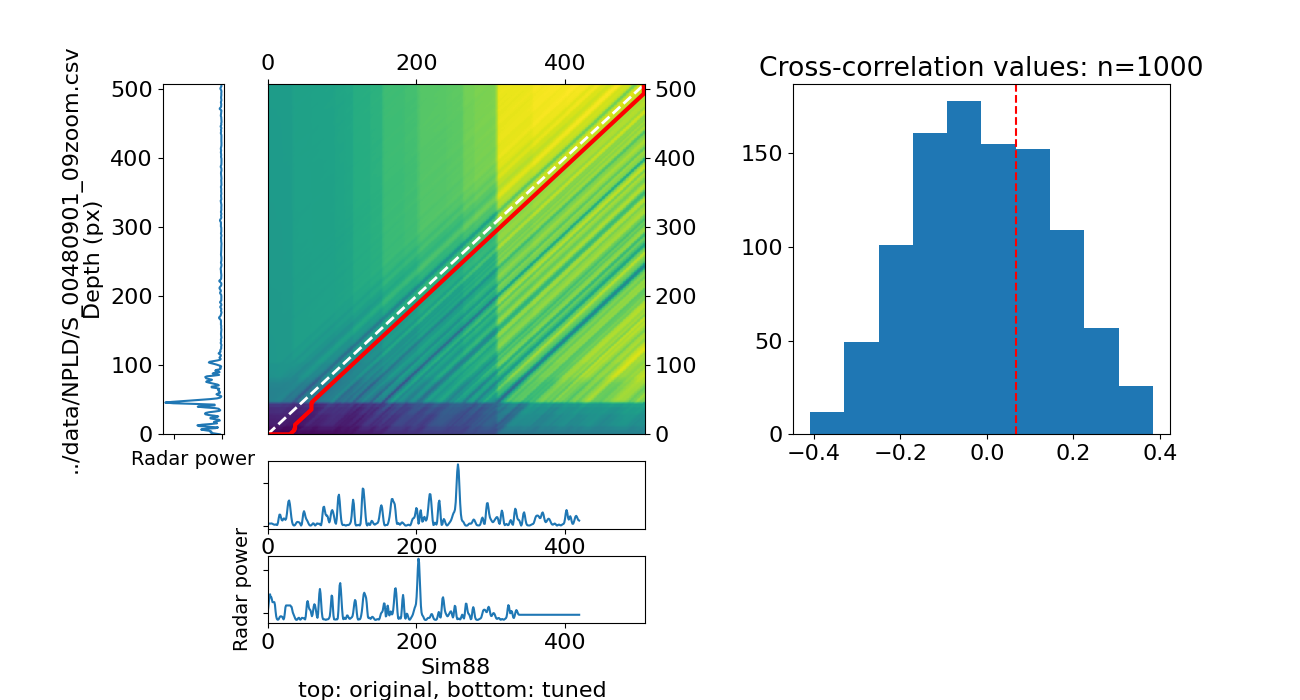 ../data/NPLD/S_00480901_09zoom.csv
Depth (px)
0 200 400
500
400
300
200
100
0
500
400
300
200
100
0
Radar power
0 200 400
Radar power
0 200 400
Sim88
top: original, bottom: tuned
Cross-correlation values: n=1000
150
100
50
0
−0.4 −0.2 0.0 0.2 0.4